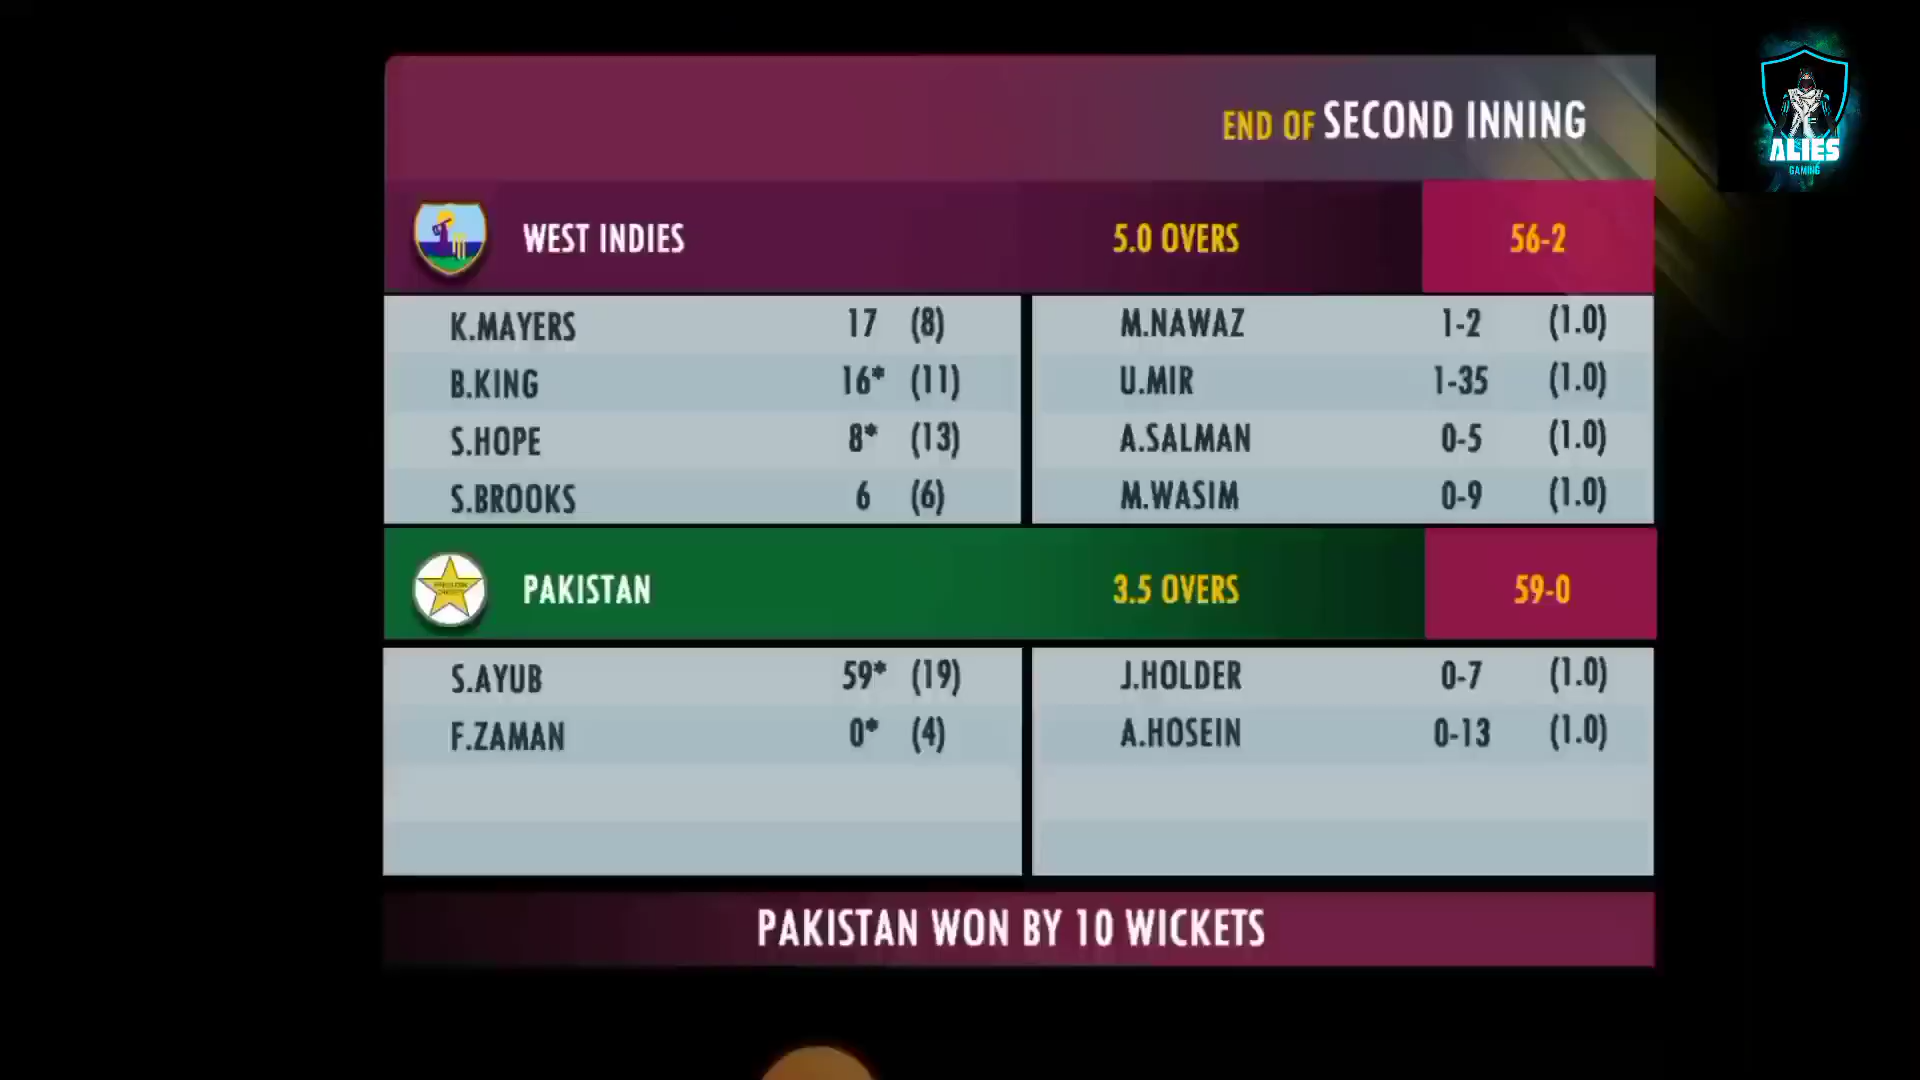 END OF SECOND INNING
ALIES
GAMING
WEST INDIES 5.0 OVERS 56-2
K.MAYERS 17 (8) M.NAWAZ 1-2 (1.0)
B.KING 16* (11) U.MIR 1-35 (1.0)
S.HOPE 8* (13) A.SALMAN 0-5 (1.0)
S.BROOKS 6 (6) M.WASIM 0-9 (1.0)
PAKISTAN 3.5 OVERS 59-0
S.AYUB 59* (19) J.HOLDER 0-7 (1.0)
F.ZAMAN 0* (4) A.HOSEIN 0-13 (1.0)
PAKISTAN WON BY 10 WICKETS